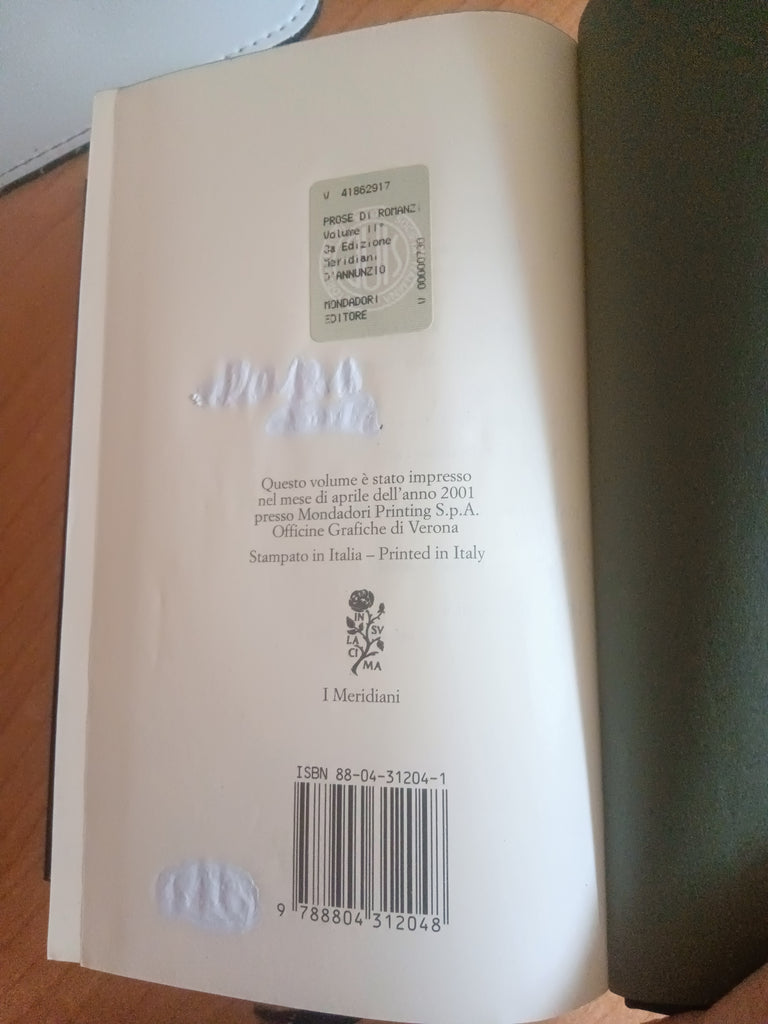 V 41862917
PROSE DI ROMANZI
Volume II
3a Edizione
Meridiani
D'ANNUNZIO
MONDADORI
EDITORE
V 00000730
Questo volume è stato impresso
nel mese di aprile dell'anno 2001
presso Mondadori Printing S.p.A.
Officine Grafiche di Verona
Stampato in Italia – Printed in Italy
IN
SV
LA
CI
MA
I Meridiani
ISBN 88-04-31204-1
9 788804 312048